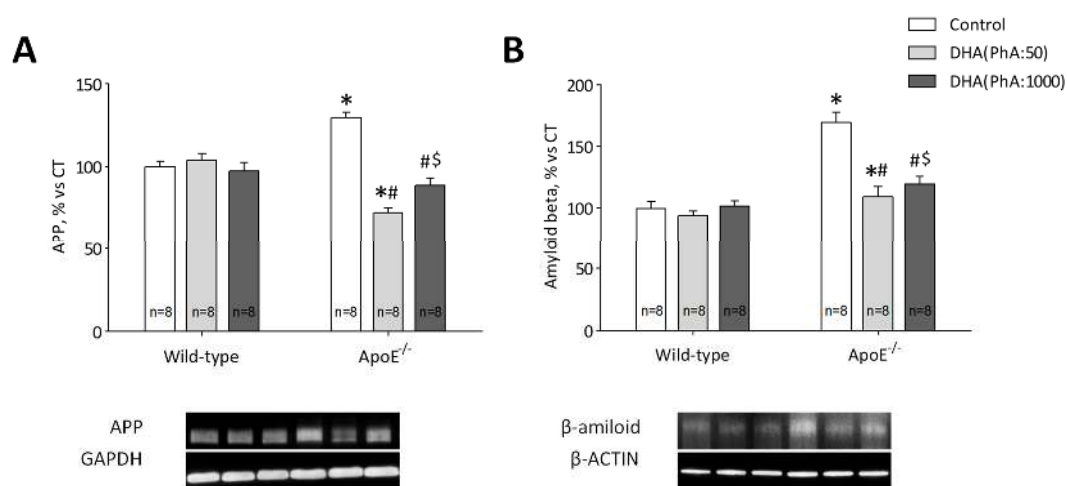 Control
DHA(PhA:50)
DHA(PhA:1000)
A
APP, % vs CT
150
100
50
0
*
*#
#$
n=8 n=8 n=8 n=8 n=8 n=8
Wild-type ApoE-/-
APP
GAPDH
B
Amyloid beta, % vs CT
200
150
100
50
0
*
*#
#$
n=8 n=8 n=8 n=8 n=8 n=8
Wild-type ApoE-/-
β-amiloid
β-ACTIN